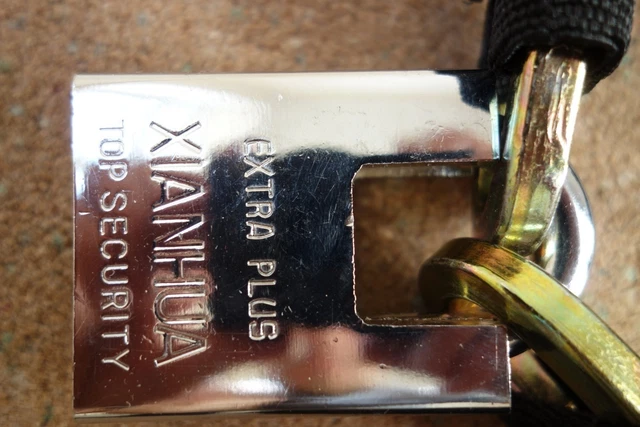 EXTRA PLUS
XIANHUA
TOP SECURITY